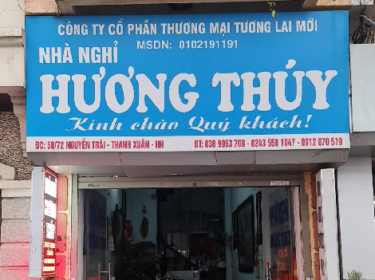 CÔNG TY CỔ PHẦN THƯƠNG MẠI TƯƠNG LAI MỚI
MSDN: 0102191191
NHÀ NGHỈ
HƯƠNG THÚY
Kính chào Quý khách!
ĐC: 58/72 NGUYỄN TRÃI - THANH XUÂN - HN
ĐT: 038 9953 708 - 0243 558 1047 - 0912 070 519